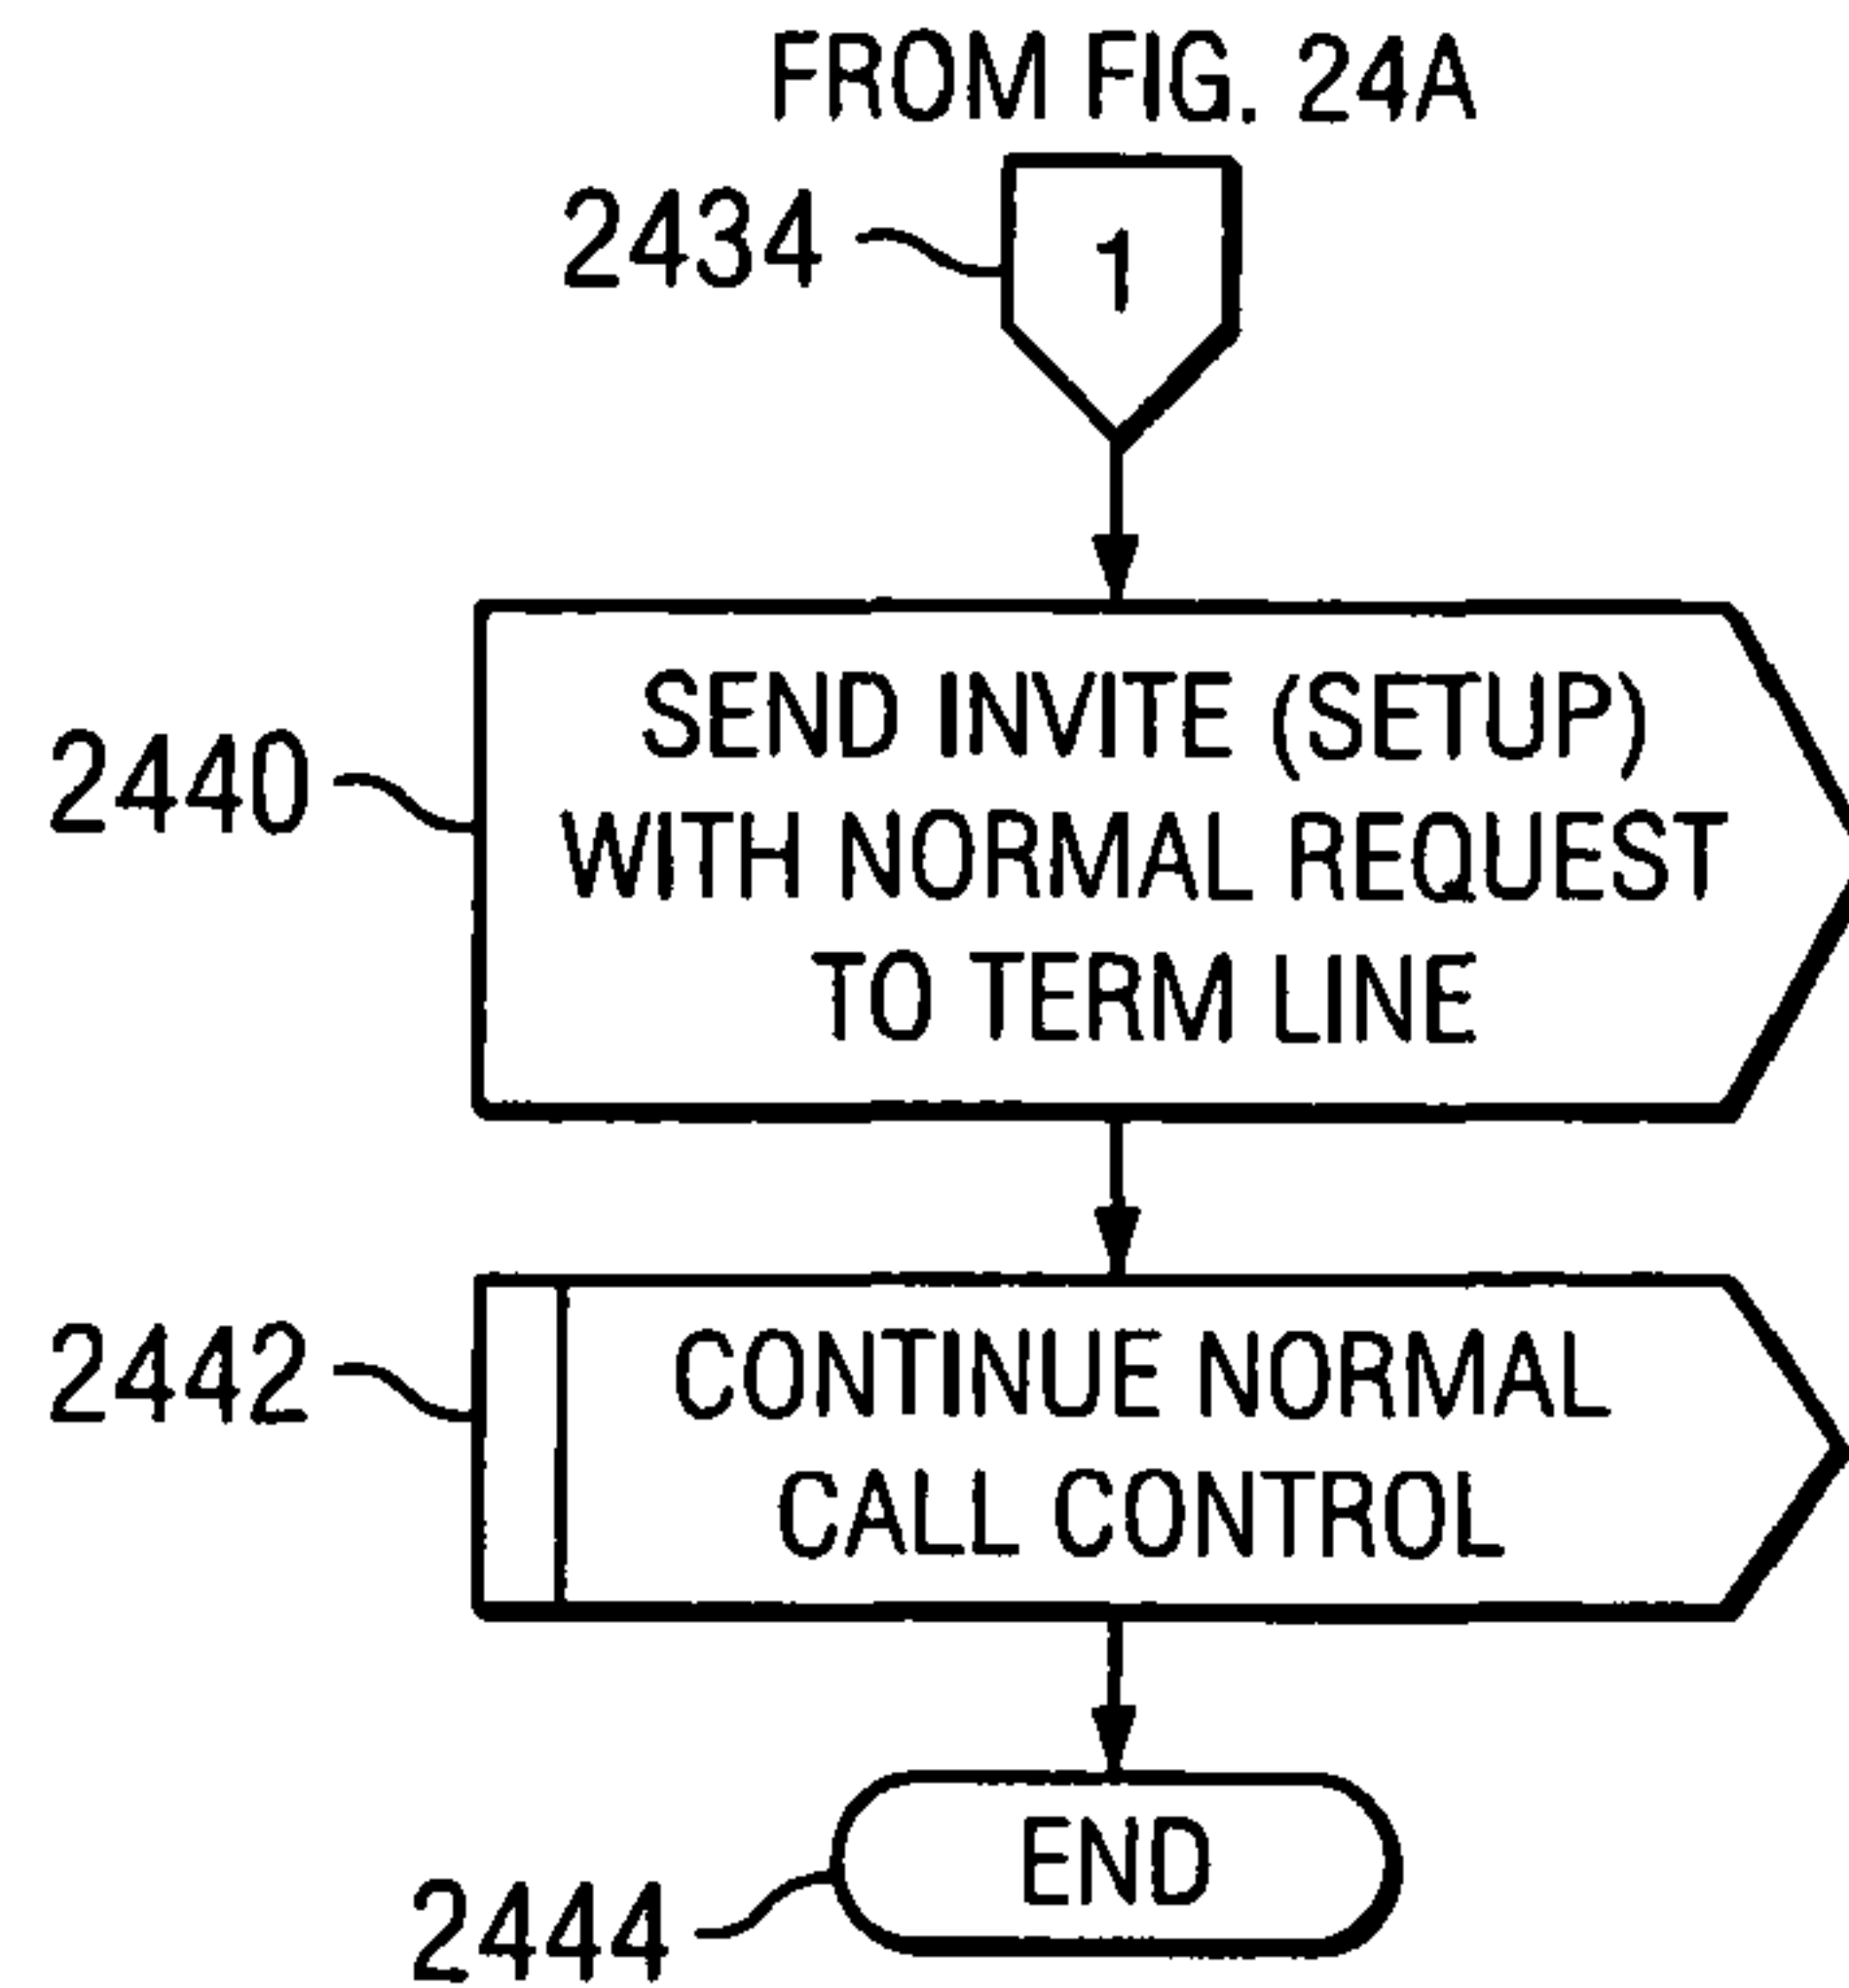 FROM FIG. 24A
2434
1
2440
SEND INVITE (SETUP)
WITH NORMAL REQUEST
TO TERM LINE
2442
CONTINUE NORMAL
CALL CONTROL
END
2444